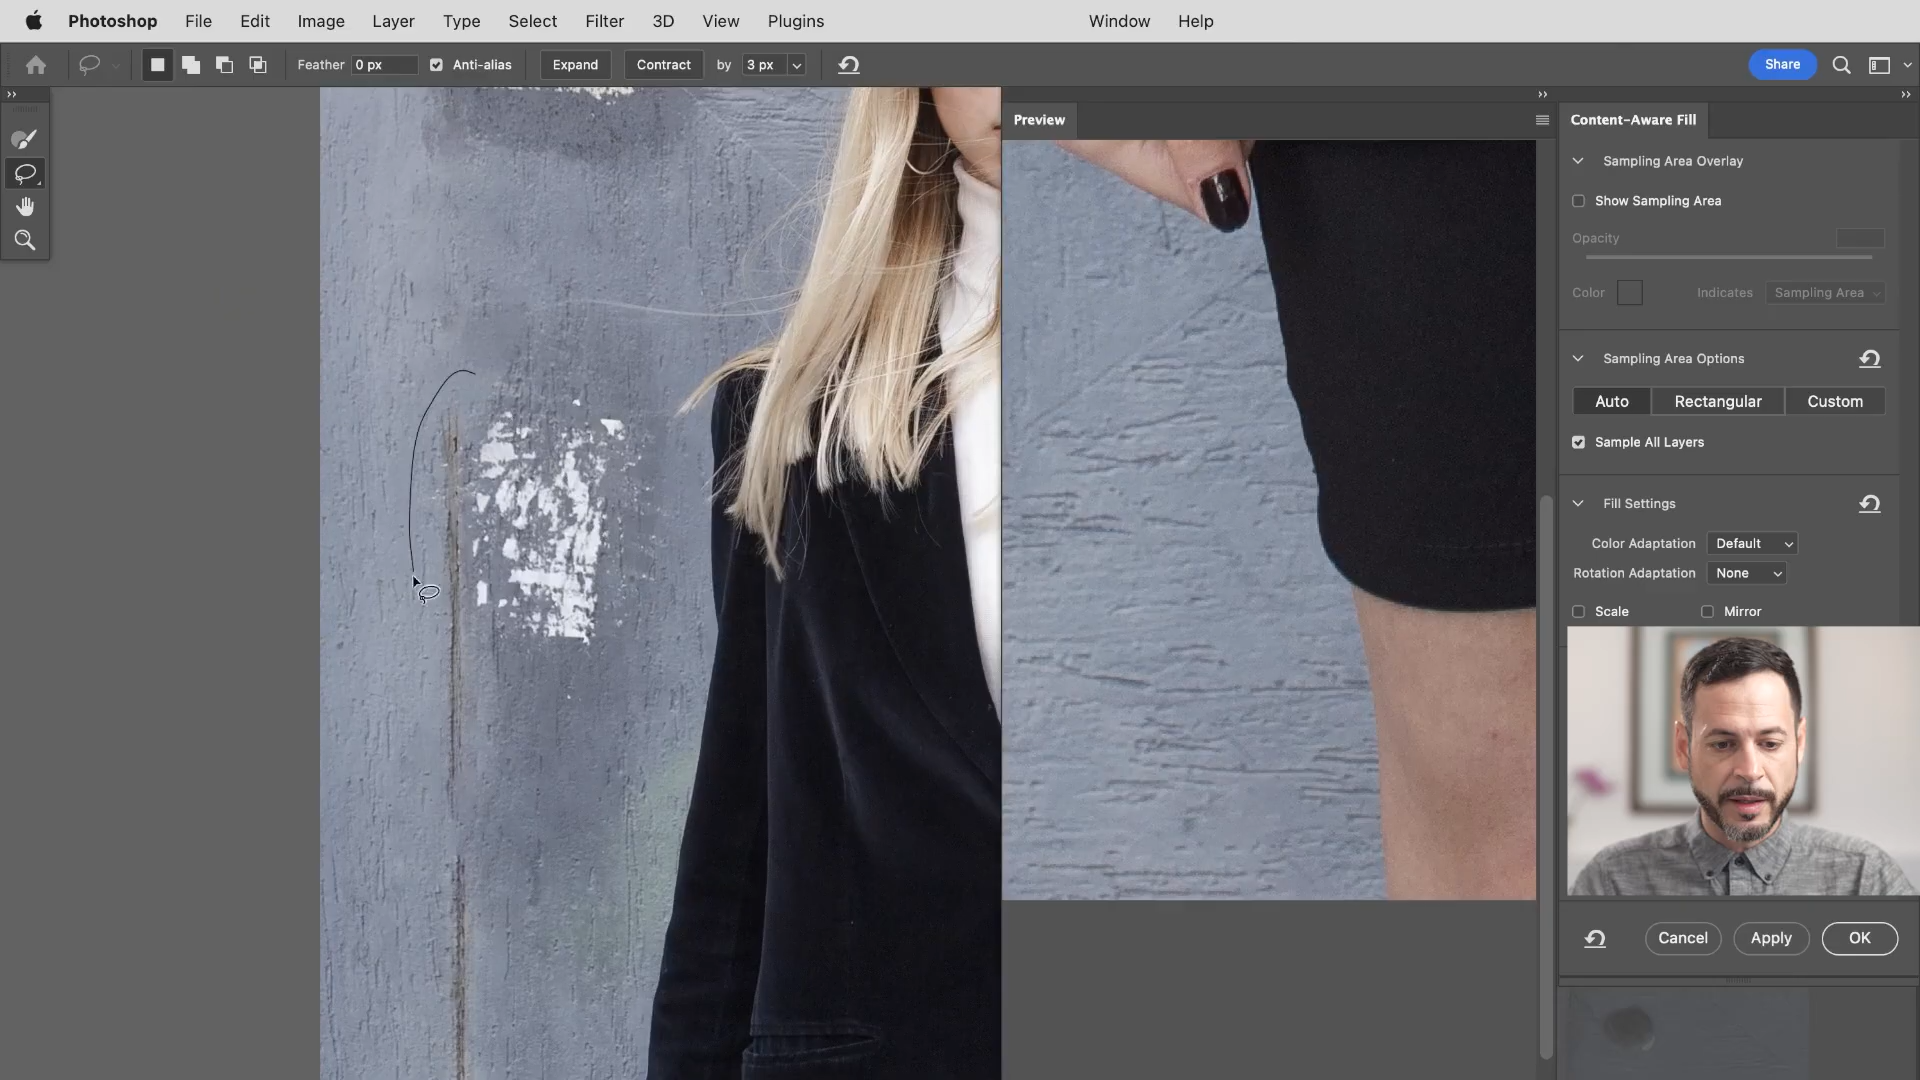 Photoshop File Edit Image Layer Type Select Filter 3D View Plugins Window Help
Feather 0 px Anti-alias Expand Contract by 3 px Share
Preview
Content-Aware Fill
Sampling Area Overlay
Show Sampling Area
Opacity
Color Indicates Sampling Area
Sampling Area Options
Auto Rectangular Custom
Sample All Layers
Fill Settings
Color Adaptation Default
Rotation Adaptation None
Scale Mirror
Cancel Apply OK